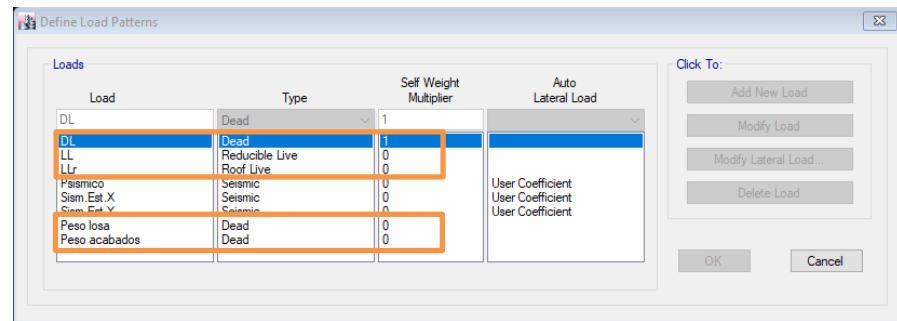 Define Load Patterns
Loads
Click To:
Load Type Self Weight Multiplier Auto Lateral Load
DL Dead 1
DL Dead 1
LL Reducible Live 0
LLr Roof Live 0
Psismico Seismic 0 User Coefficient
Sism.Est.X Seismic 0 User Coefficient
Sism.Est.Y Seismic 0 User Coefficient
Peso losa Dead 0
Peso acabados Dead 0
Add New Load
Modify Load
Modify Lateral Load...
Delete Load
OK Cancel